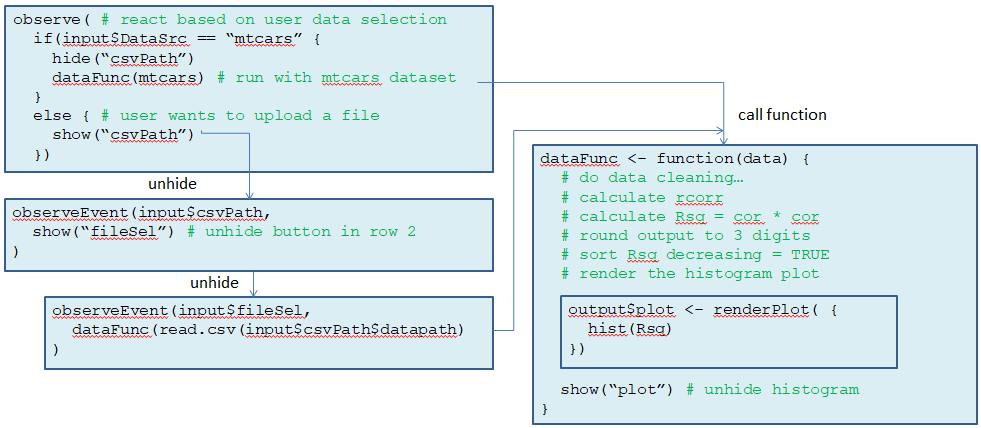 observe( # react based on user data selection
if(input$DataSrc == “mtcars” {
hide(“csvPath”)
dataFunc(mtcars) # run with mtcars dataset
}
else { # user wants to upload a file
show(“csvPath”)
})
unhide
observeEvent(input$csvPath,
show(“fileSel”) # unhide button in row 2
)
unhide
observeEvent(input$fileSel,
dataFunc(read.csv(input$csvPath$datapath)
)
call function
dataFunc <- function(data) {
# do data cleaning…
# calculate rcorr
# calculate Rsq = cor * cor
# round output to 3 digits
# sort Rsq decreasing = TRUE
# render the histogram plot
output$plot <- renderPlot( {
hist(Rsq)
})
show(“plot”) # unhide histogram
}